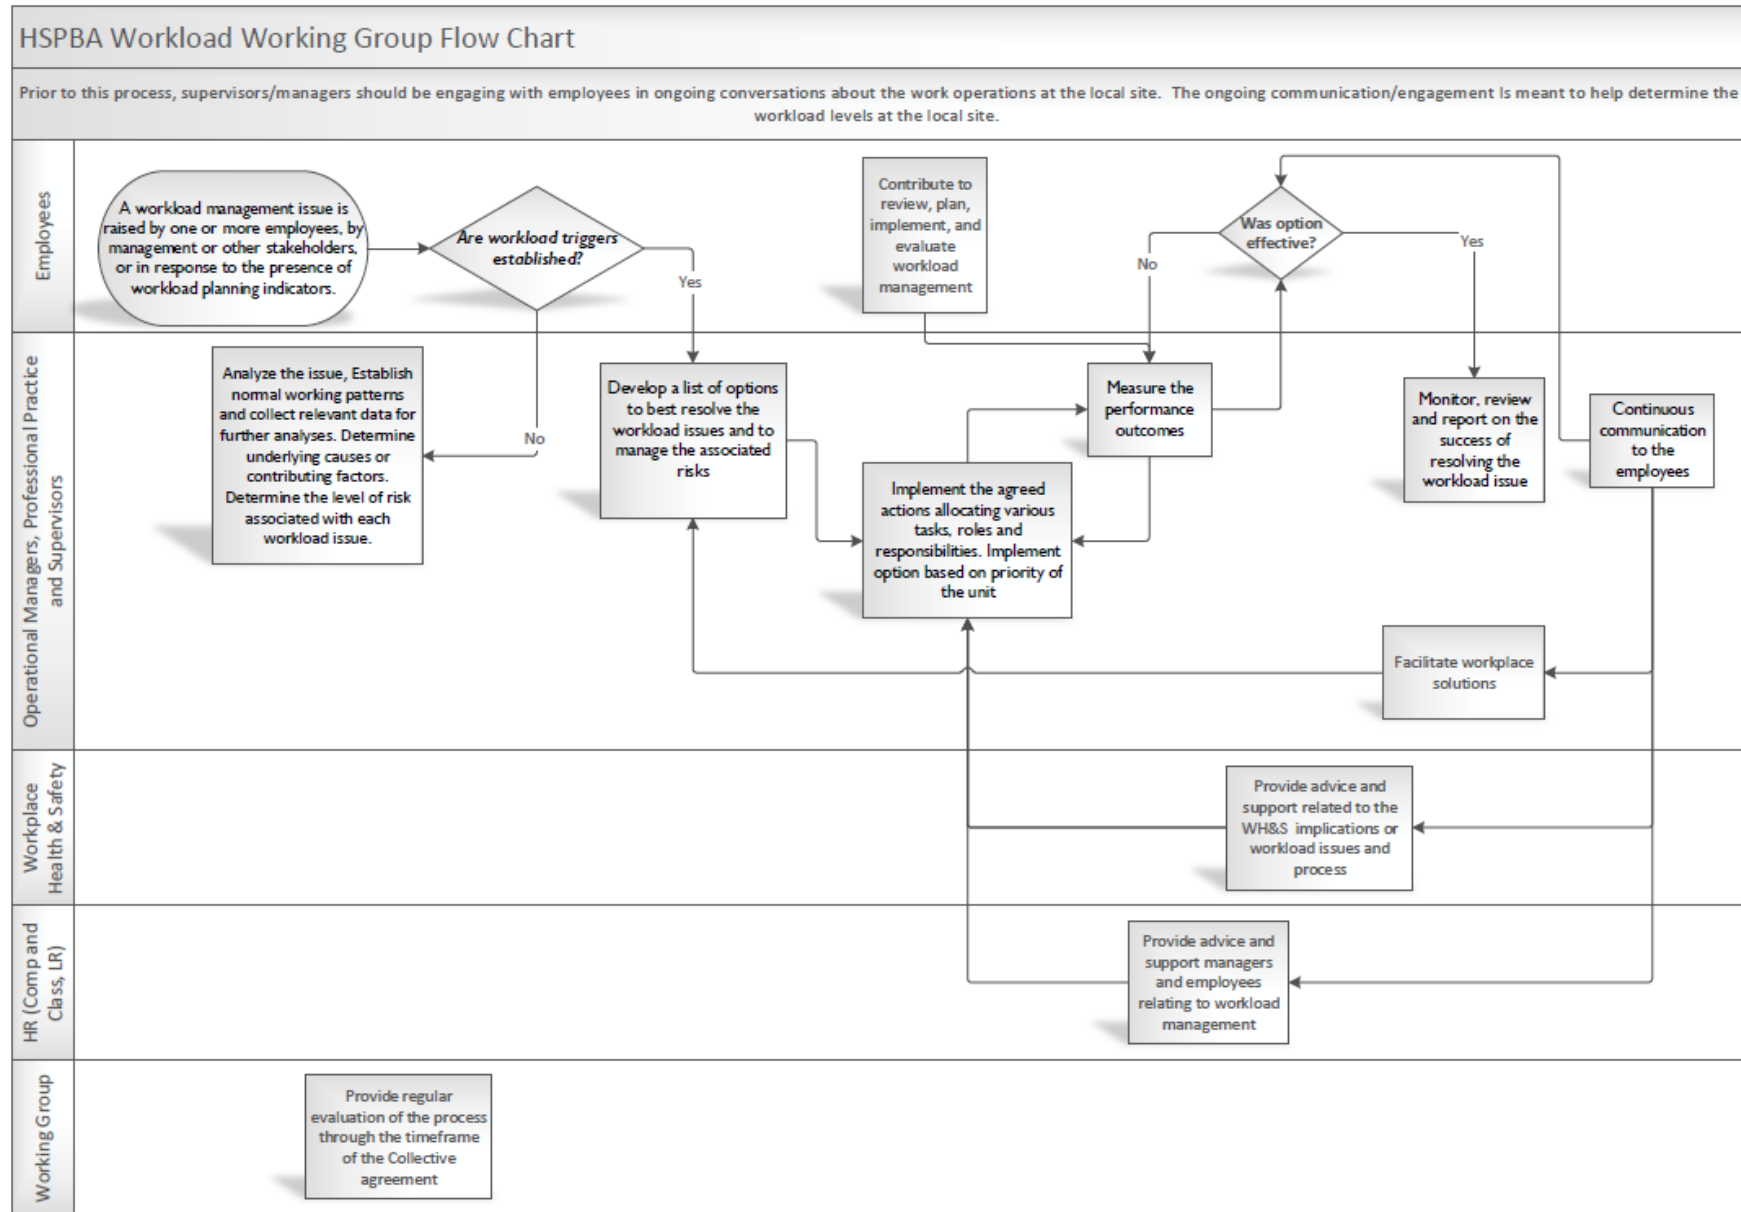 HSPBA Workload Working Group Flow Chart
Prior to this process, supervisors/managers should be engaging with employees in ongoing conversations about the work operations at the local site. The ongoing communication/engagement is meant to help determine the
workload levels at the local site.
Employees
A workload management issue is
raised by one or more employees, by
management or other stakeholders,
or in response to the presence of
workload planning indicators.
Are workload triggers
established?
Yes
No
Contribute to
review, plan,
implement, and
evaluate
workload
management
Was option
effective?
No
Yes
Operational Managers, Professional Practice
and Supervisors
Analyze the issue, Establish
normal working patterns
and collect relevant data for
further analyses. Determine
underlying causes or
contributing factors.
Determine the level of risk
associated with each
workload issue.
Develop a list of options
to best resolve the
workload issues and to
manage the associated
risks
Implement the agreed
actions allocating various
tasks, roles and
responsibilities. Implement
option based on priority of
the unit
Measure the
performance
outcomes
Monitor, review
and report on the
success of
resolving the
workload issue
Continuous
communication
to the
employees
Facilitate workplace
solutions
Workplace
Health & Safety
Provide advice and
support related to the
WH&S implications or
workload issues and
process
HR (Comp and
Class, LR)
Provide advice and
support managers
and employees
relating to workload
management
Working Group
Provide regular
evaluation of the process
through the timeframe
of the Collective
agreement